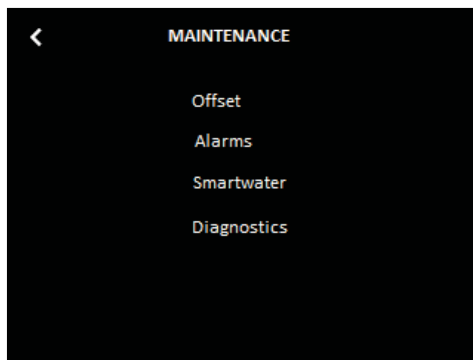 MAINTENANCE
Offset
Alarms
Smartwater
Diagnostics